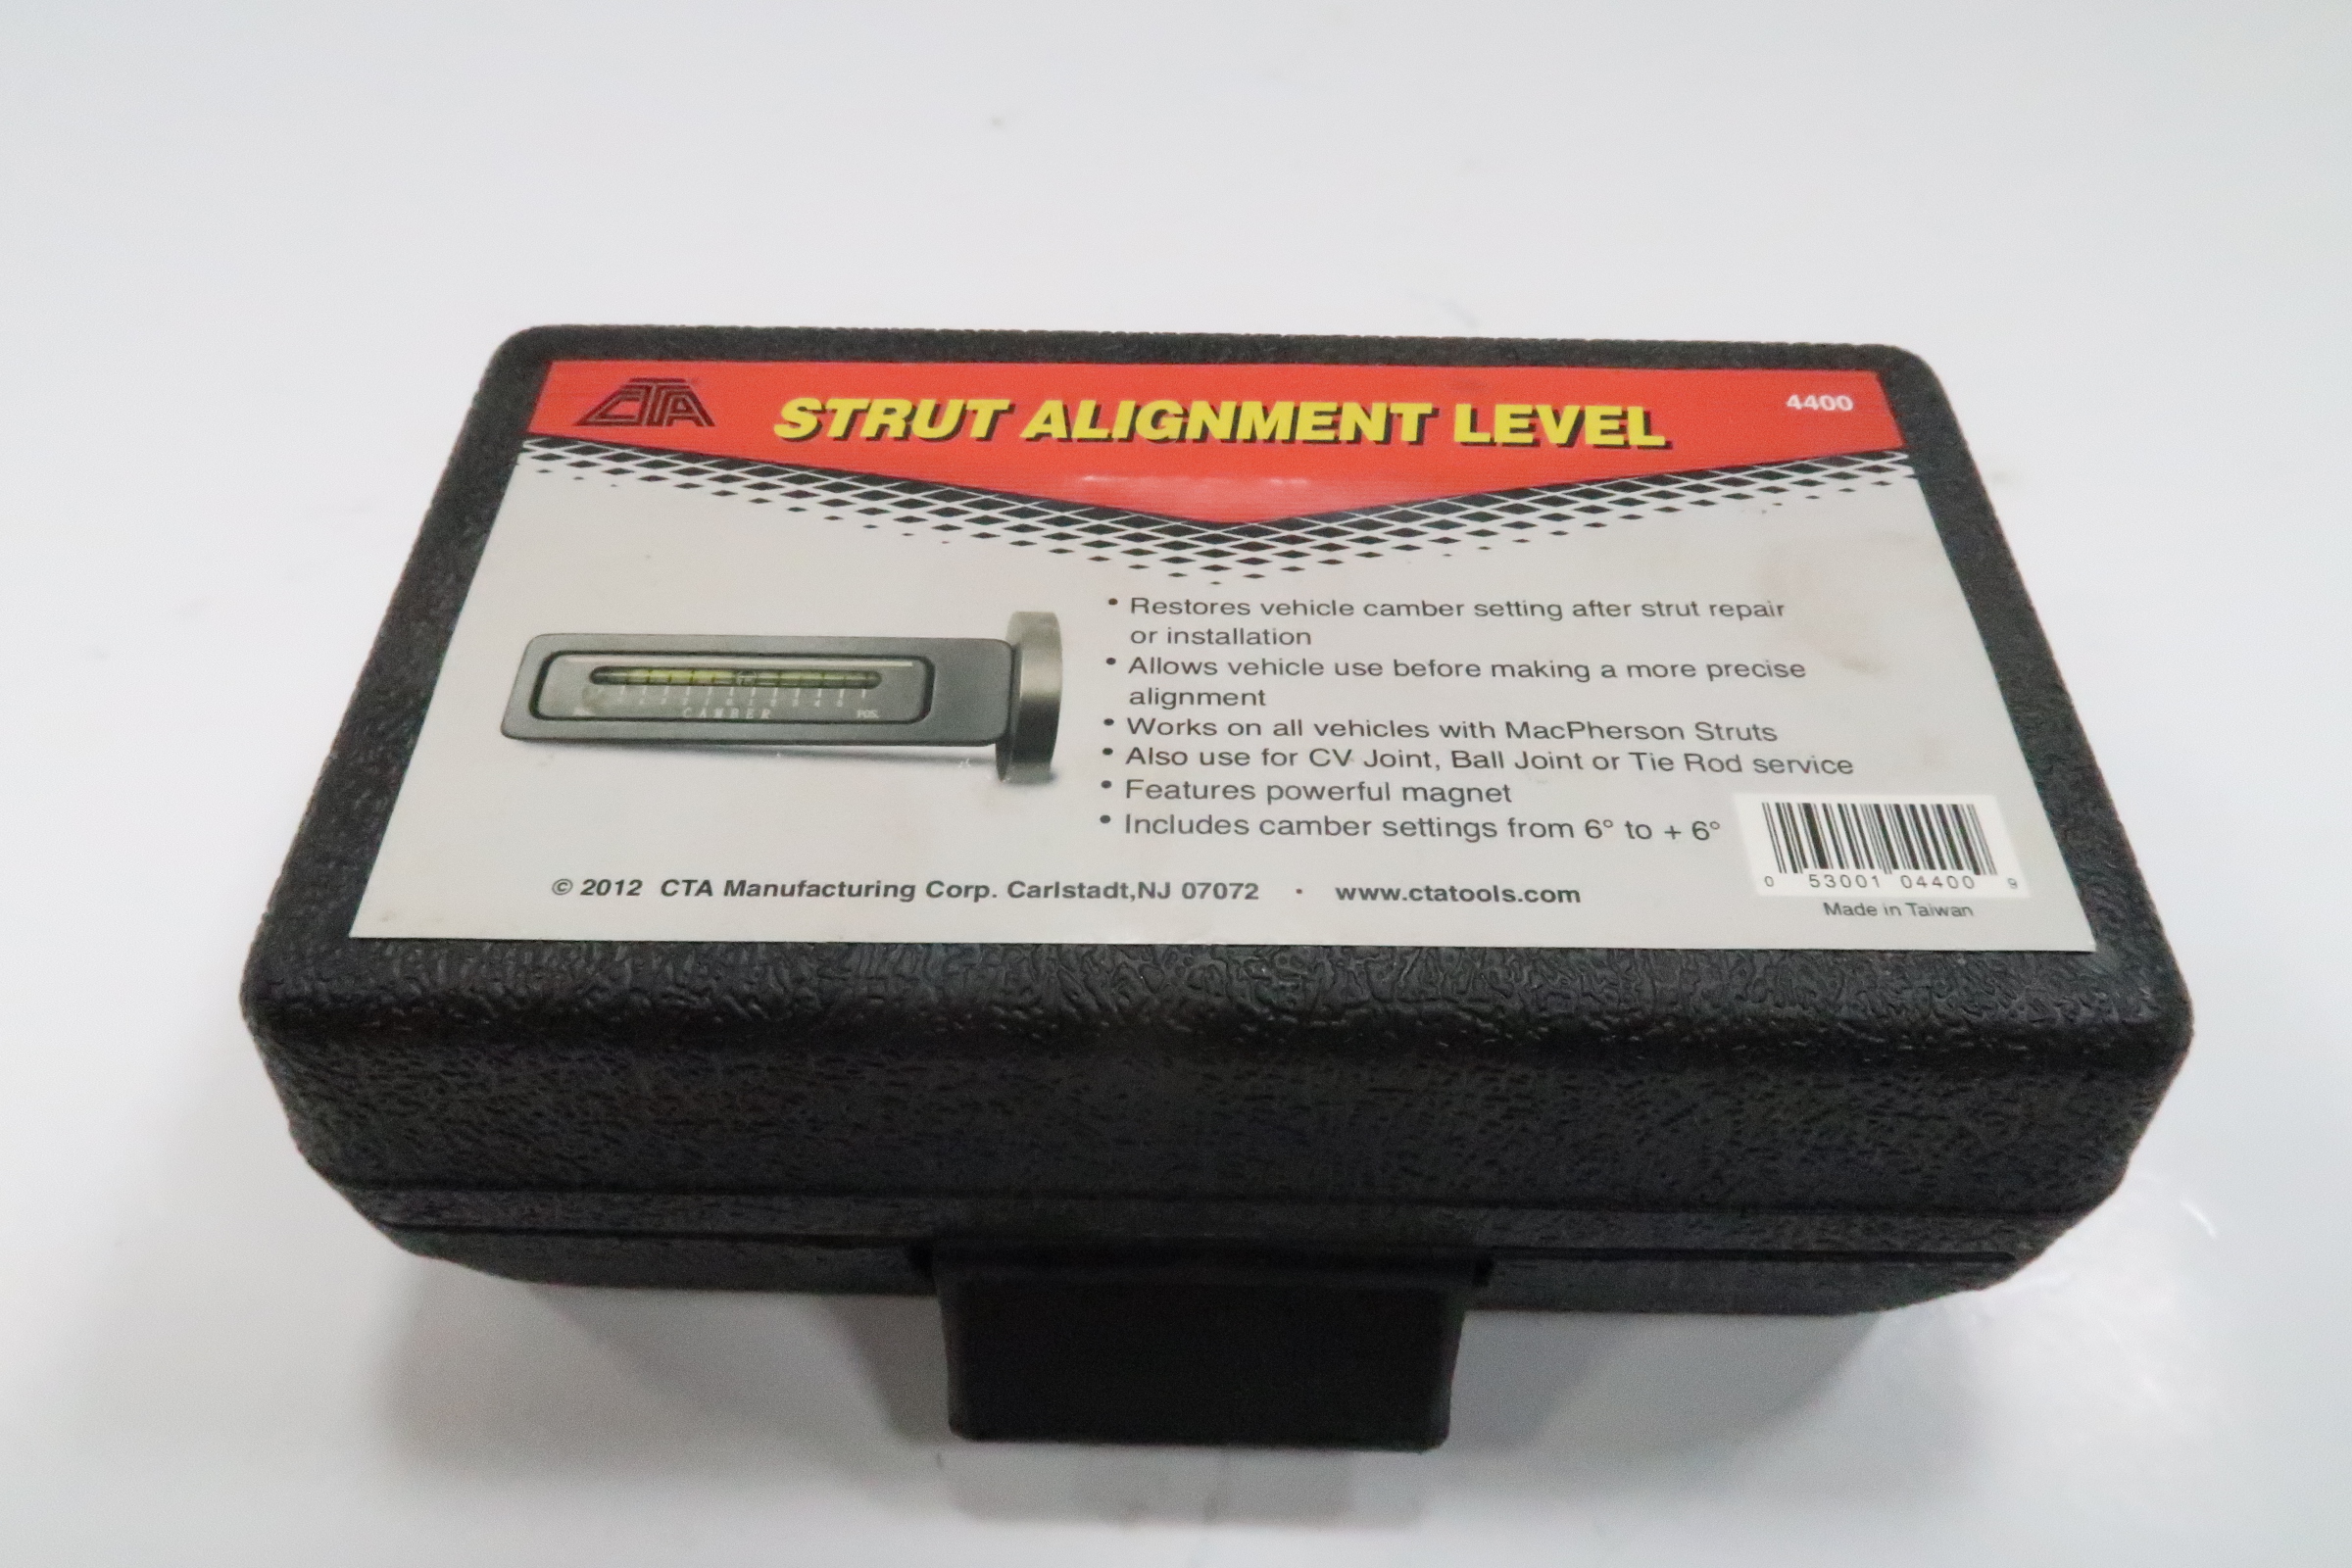 CTA
STRUT ALIGNMENT LEVEL
4400
• Restores vehicle camber setting after strut repair
or installation
• Allows vehicle use before making a more precise
alignment
• Works on all vehicles with MacPherson Struts
• Also use for CV Joint, Ball Joint or Tie Rod service
• Features powerful magnet
• Includes camber settings from 6° to + 6°
CAMBER
POS.
© 2012 CTA Manufacturing Corp. Carlstadt,NJ 07072 • www.ctatools.com
0 53001 04400 9
Made in Taiwan